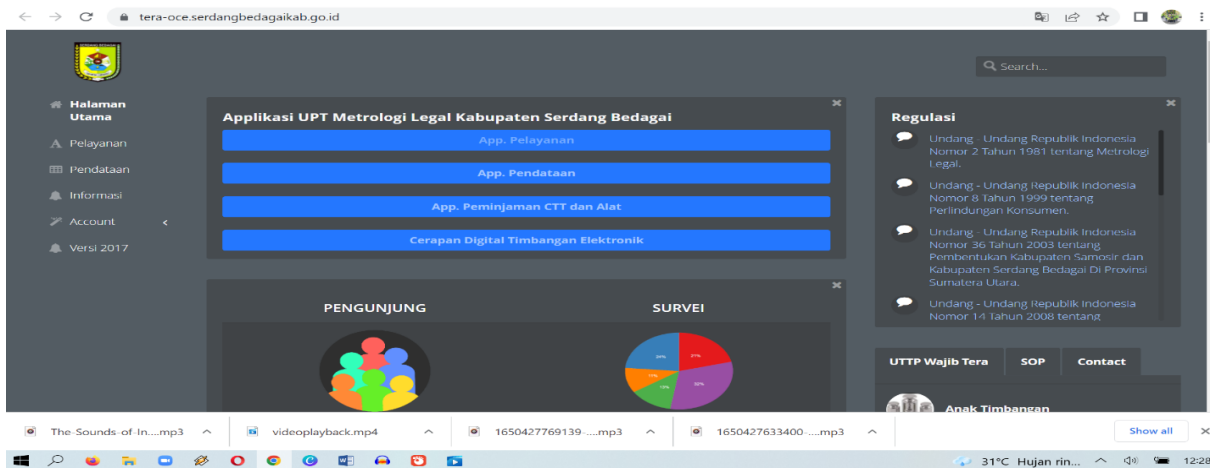 tera-oce.serdangbedagaikab.go.id
Search...
Halaman
Utama
Pelayanan
Pendataan
Informasi
Account
Versi 2017
Applikasi UPT Metrologi Legal Kabupaten Serdang Bedagai
App. Pelayanan
App. Pendataan
App. Peminjaman CTT dan Alat
Cerapan Digital Timbangan Elektronik
PENGUNJUNG
SURVEI
Regulasi
Undang - Undang Republik Indonesia
Nomor 2 Tahun 1981 tentang Metrologi
Legal.
Undang - Undang Republik Indonesia
Nomor 8 Tahun 1999 tentang
Perlindungan Konsumen.
Undang - Undang Republik Indonesia
Nomor 36 Tahun 2003 tentang
Pembentukan Kabupaten Samosir dan
Kabupaten Serdang Bedagai Di Provinsi
Sumatera Utara.
Undang - Undang Republik Indonesia
Nomor 14 Tahun 2008 tentang
UTTP Wajib Tera SOP Contact
Anak Timbangan
The-Sounds-of-In....mp3 videoplayback.mp4 1650427769139-....mp3 1650427633400-....mp3 Show all
31°C Hujan rin... 12:28